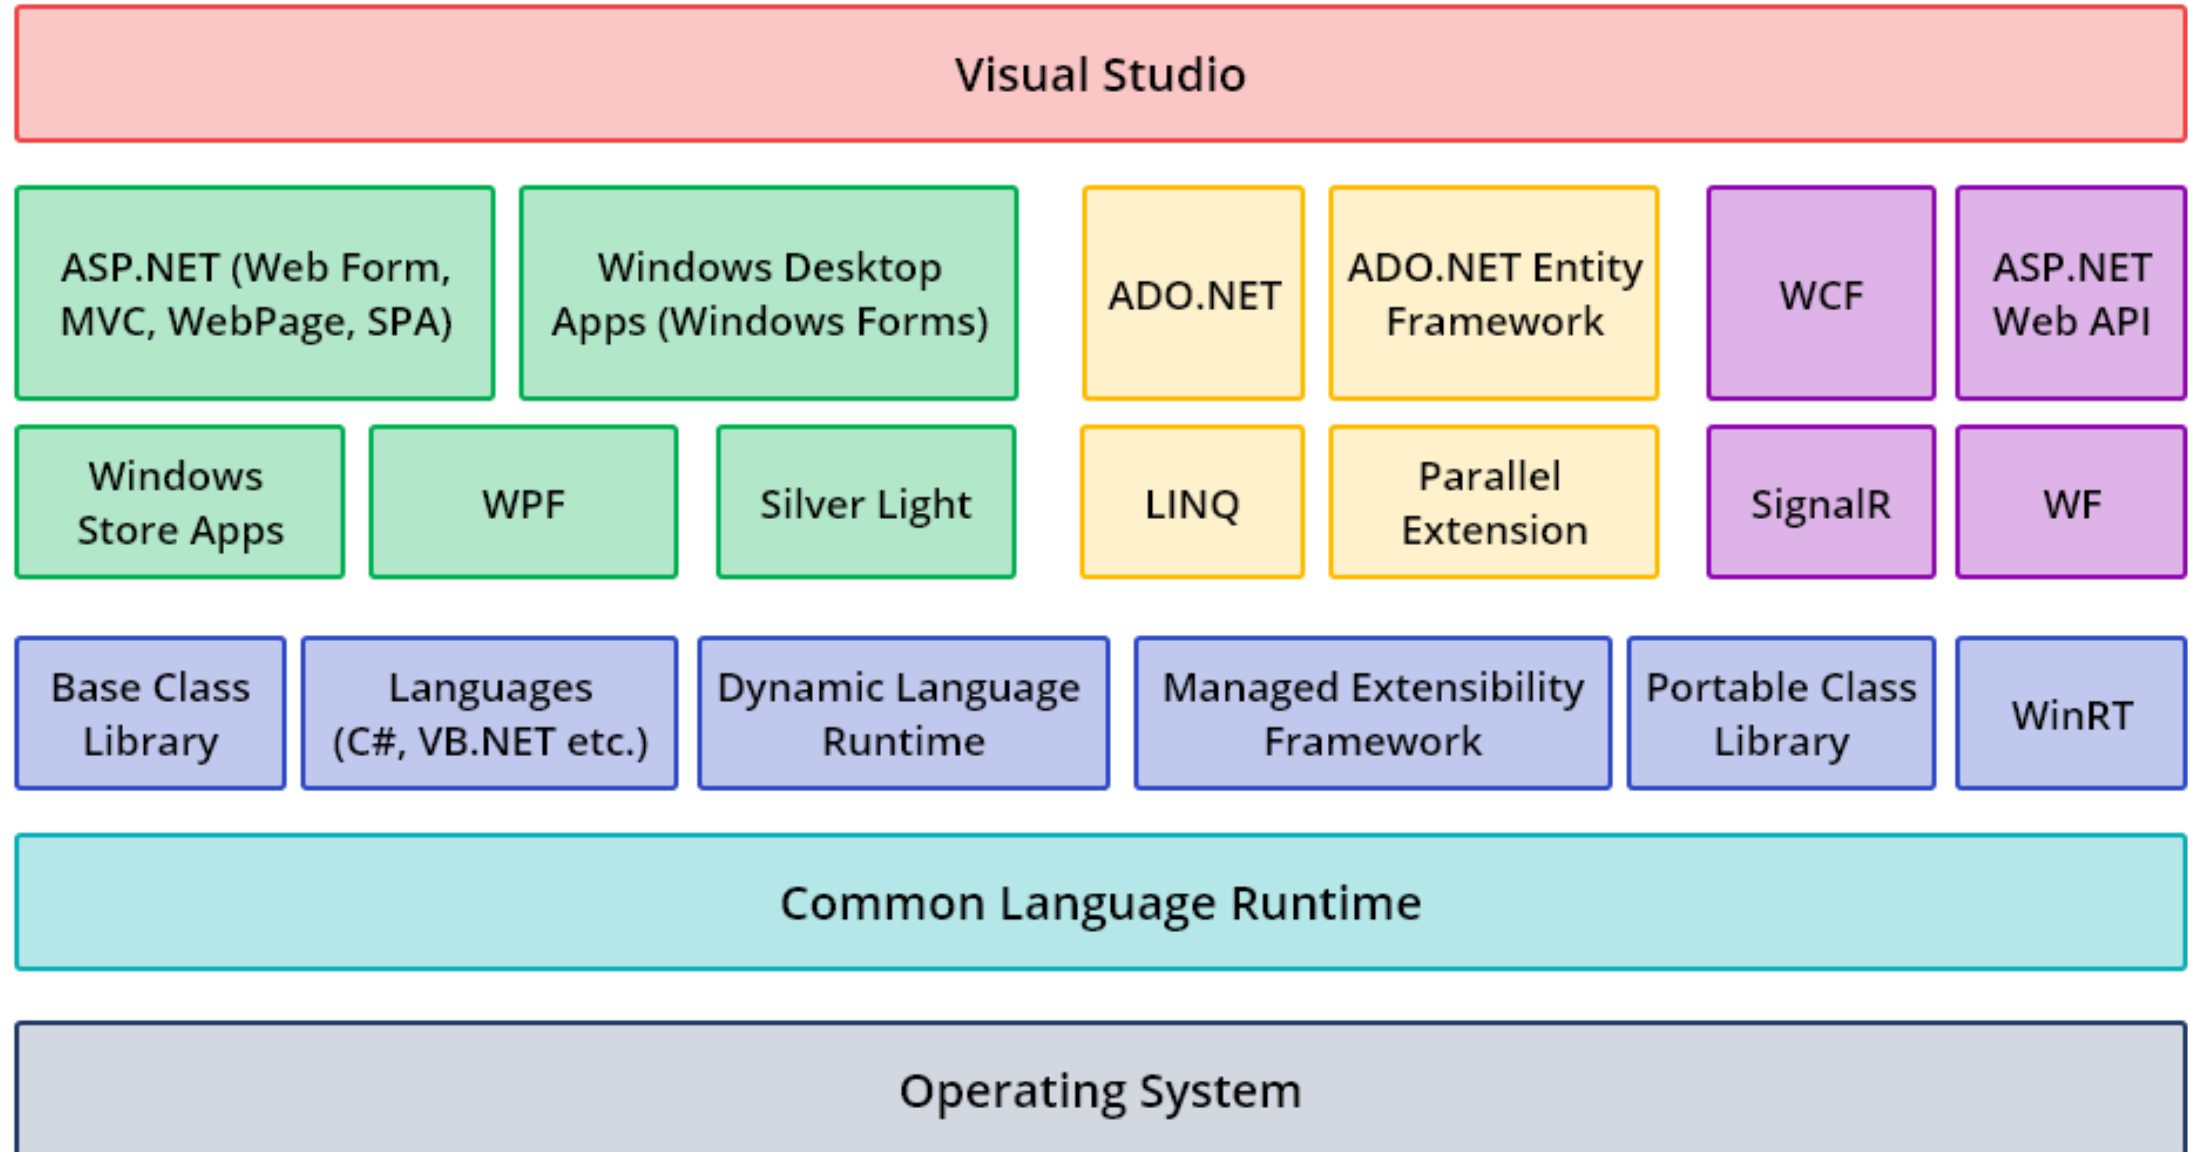 Visual Studio
ASP.NET (Web Form,
MVC, WebPage, SPA)
Windows Desktop
Apps (Windows Forms)
ADO.NET
ADO.NET Entity
Framework
WCF
ASP.NET
Web API
Windows
Store Apps
WPF
Silver Light
LINQ
Parallel
Extension
SignalR
WF
Base Class
Library
Languages
(C#, VB.NET etc.)
Dynamic Language
Runtime
Managed Extensibility
Framework
Portable Class
Library
WinRT
Common Language Runtime
Operating System